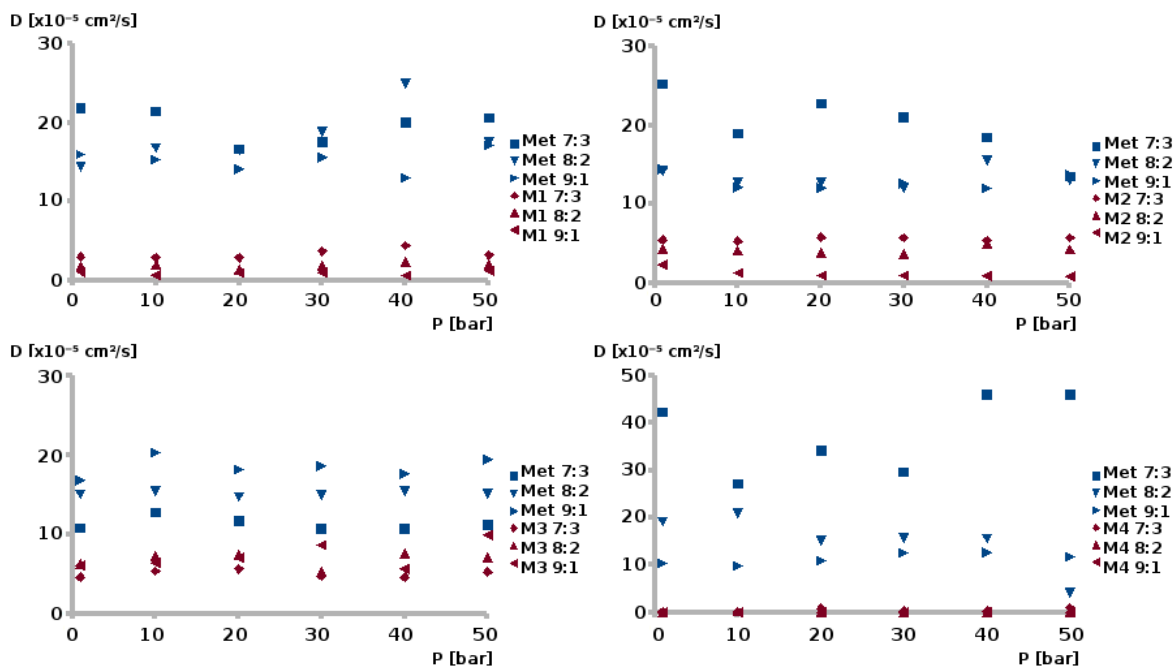 D [x10⁻⁵ cm²/s]
30
20
10
0
0 10 20 30 40 50
P [bar]
Met 7:3
Met 8:2
Met 9:1
M1 7:3
M1 8:2
M1 9:1
D [x10⁻⁵ cm²/s]
30
20
10
0
0 10 20 30 40 50
P [bar]
Met 7:3
Met 8:2
Met 9:1
M2 7:3
M2 8:2
M2 9:1
D [x10⁻⁵ cm²/s]
30
20
10
0
0 10 20 30 40 50
P [bar]
Met 7:3
Met 8:2
Met 9:1
M3 7:3
M3 8:2
M3 9:1
D [x10⁻⁵ cm²/s]
50
40
30
20
10
0
0 10 20 30 40 50
P [bar]
Met 7:3
Met 8:2
Met 9:1
M4 7:3
M4 8:2
M4 9:1